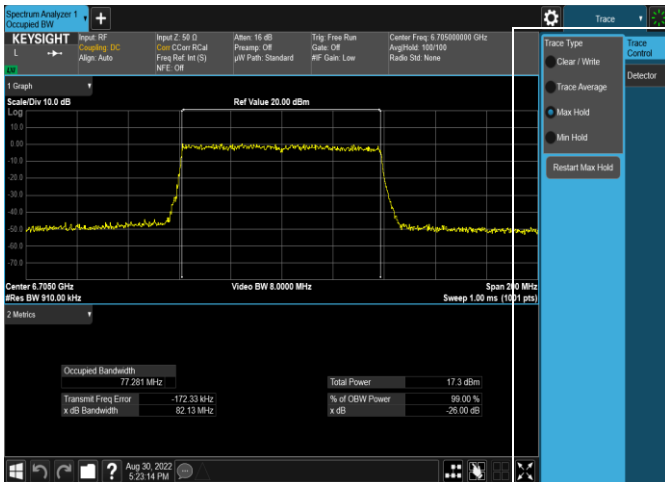 Spectrum Analyzer 1
Occupied BW
Trace
KEYSIGHT
L
LV
Input: RF
Coupling: DC
Align: Auto
Input Z: 50 Ω
Corr CCorr RCal
Freq Ref: Int (S)
NFE: Off
Atten: 16 dB
Preamp: Off
µW Path: Standard
Trig: Free Run
Gate: Off
#IF Gain: Low
Center Freq: 6.705000000 GHz
Avg|Hold: 100/100
Radio Std: None
1 Graph
Scale/Div 10.0 dB
Ref Value 20.00 dBm
Log
10.0
0.00
-10.0
-20.0
-30.0
-40.0
-50.0
-60.0
-70.0
Center 6.7050 GHz
#Res BW 910.00 kHz
Video BW 8.0000 MHz
Span 200 MHz
Sweep 1.00 ms (1001 pts)
2 Metrics
Occupied Bandwidth
77.281 MHz
Transmit Freq Error -172.33 kHz
x dB Bandwidth 82.13 MHz
Total Power 17.3 dBm
% of OBW Power 99.00 %
x dB -26.00 dB
Aug 30, 2022
5:23:14 PM
Trace Type
Clear / Write
Trace Average
Max Hold
Min Hold
Restart Max Hold
Trace
Control
Detector